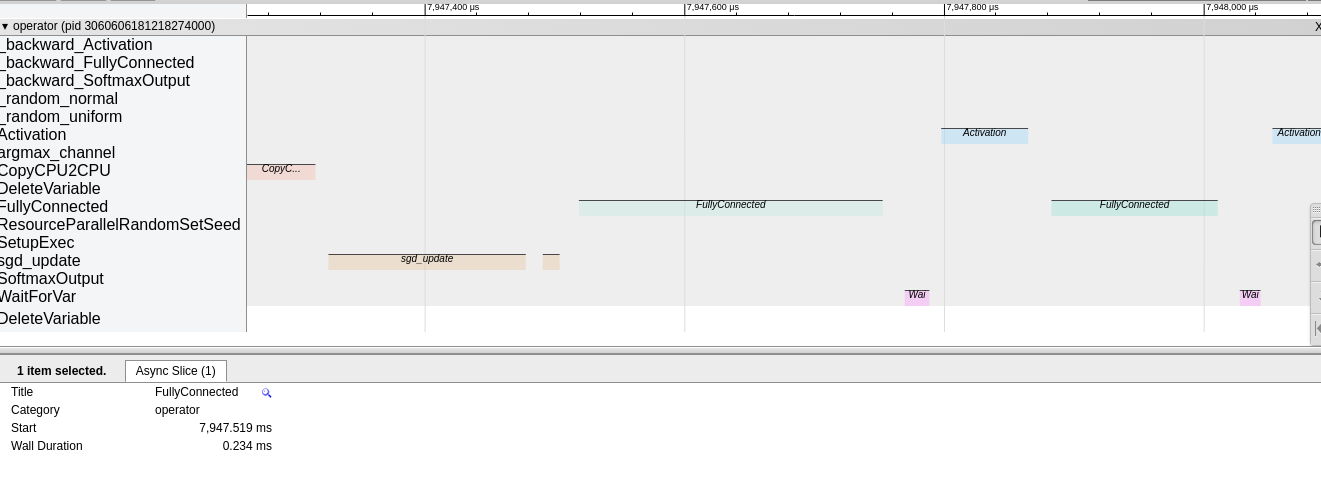 7,947,400 µs 7,947,600 µs 7,947,800 µs 7,948,000 µs
▾ operator (pid 3060606181218274000) X
_backward_Activation
_backward_FullyConnected
_backward_SoftmaxOutput
_random_normal
_random_uniform
Activation Activation Activation
argmax_channel
CopyCPU2CPU CopyC...
DeleteVariable
FullyConnected FullyConnected FullyConnected
ResourceParallelRandomSetSeed
SetupExec
sgd_update sgd_update
SoftmaxOutput
WaitForVar Wai Wai
DeleteVariable
1 item selected. Async Slice (1)
Title FullyConnected
Category operator
Start 7,947.519 ms
Wall Duration 0.234 ms